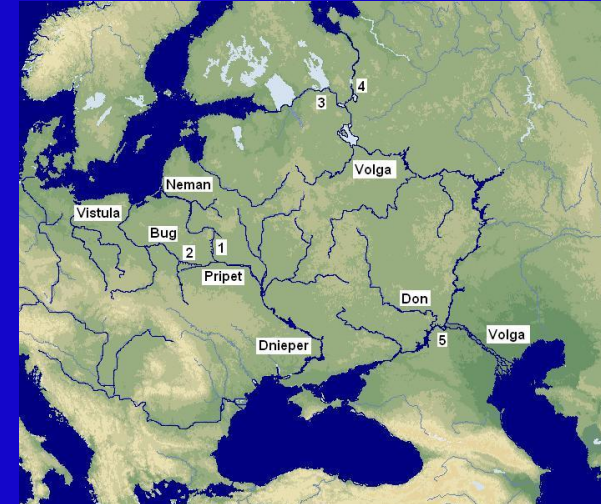 4
3
Volga
Neman
Vistula
Bug
1
2
Pripet
Don
Volga
5
Dnieper